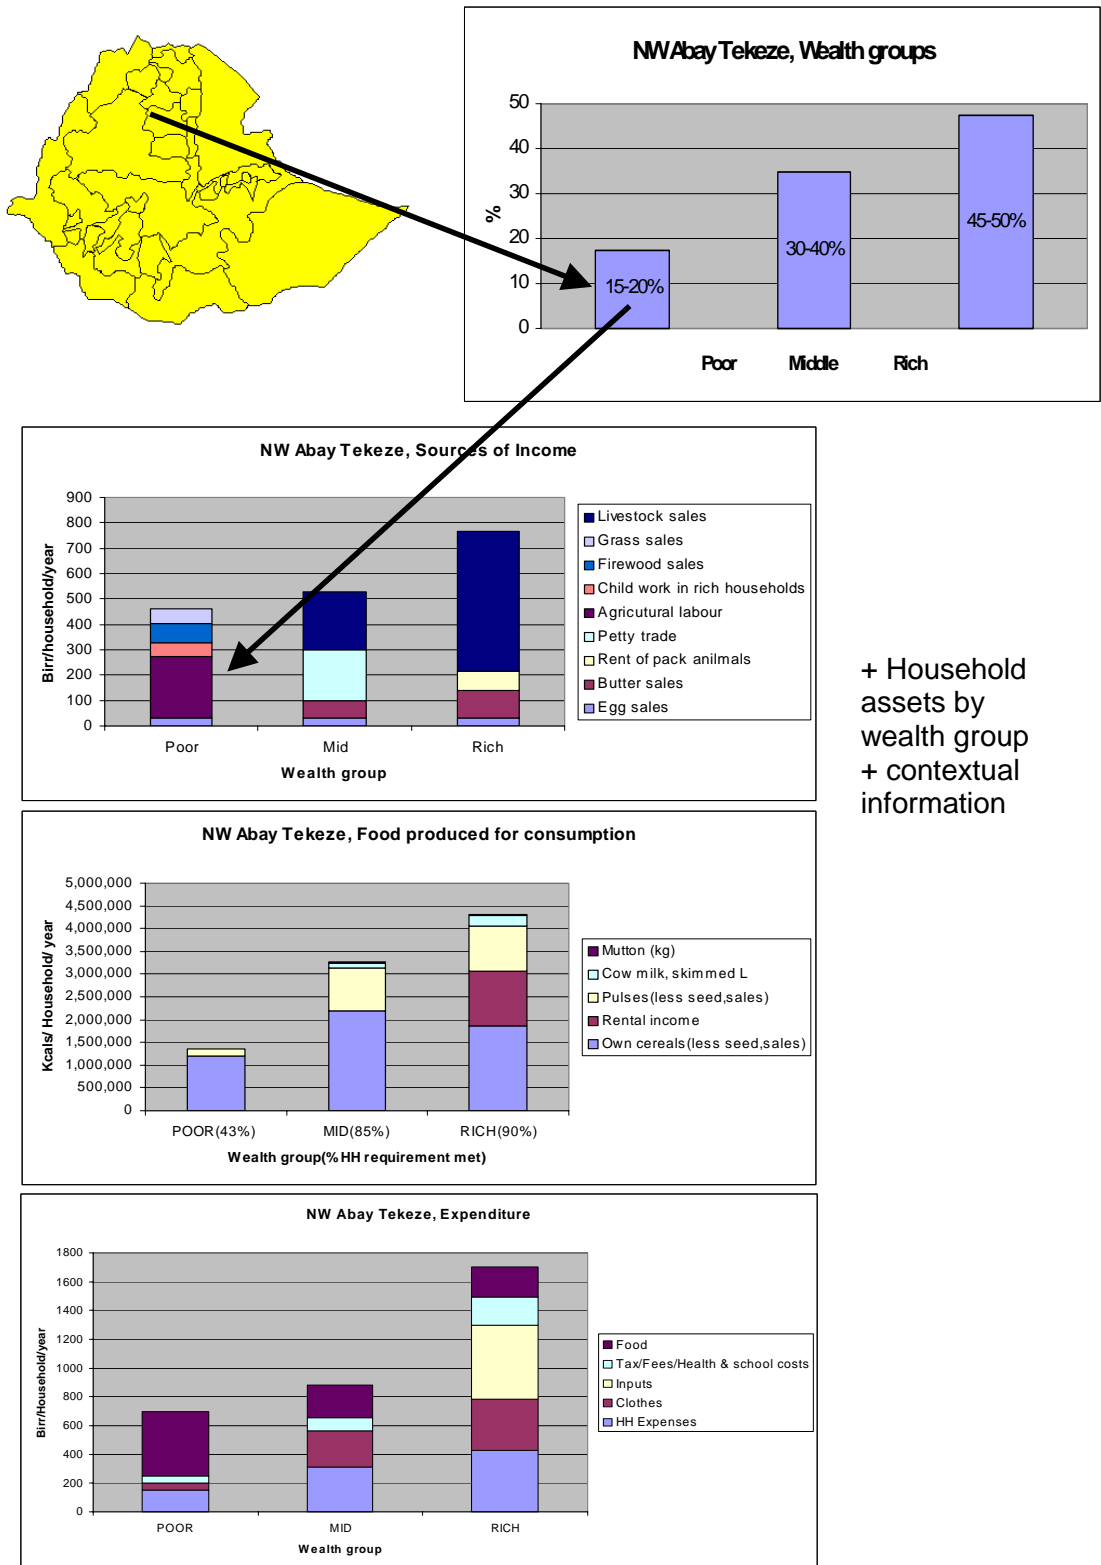 NWAbay Tekeze, Wealth groups
50
40
30
20
10
0
%
15-20%
30-40%
45-50%
Poor Middle Rich
NW Abay Tekeze, Sources of Income
900
800
700
600
500
400
300
200
100
0
Birr/household/year
Poor Mid Rich
Wealth group
Livestock sales
Grass sales
Firewood sales
Child work in rich households
Agricutural labour
Petty trade
Rent of pack anilmals
Butter sales
Egg sales
+ Household
assets by
wealth group
+ contextual
information
NW Abay Tekeze, Food produced for consumption
5,000,000
4,500,000
4,000,000
3,500,000
3,000,000
2,500,000
2,000,000
1,500,000
1,000,000
500,000
0
Kcals/ Household/ year
POOR(43%) MID(85%) RICH(90%)
Wealth group(% HH requirement met)
Mutton (kg)
Cow milk, skimmed L
Pulses(less seed,sales)
Rental income
Own cereals(less seed,sales)
NW Abay Tekeze, Expenditure
1800
1600
1400
1200
1000
800
600
400
200
0
Birr/Household/year
POOR MID RICH
Wealth group
Food
Tax/Fees/Health & school costs
Inputs
Clothes
HH Expenses